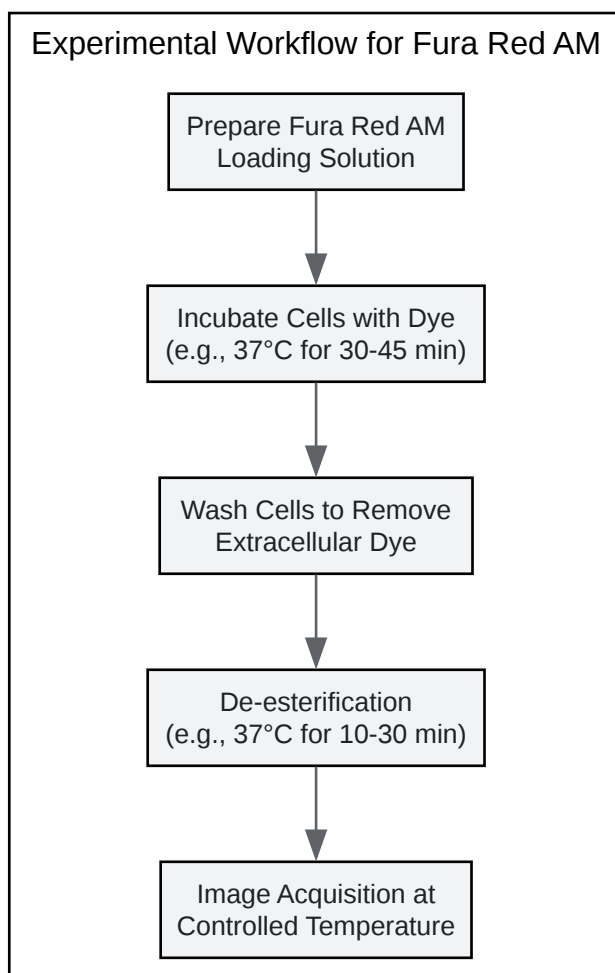 Experimental Workflow for Fura Red AM
Prepare Fura Red AM
Loading Solution
Incubate Cells with Dye
(e.g., 37°C for 30-45 min)
Wash Cells to Remove
Extracellular Dye
De-esterification
(e.g., 37°C for 10-30 min)
Image Acquisition at
Controlled Temperature